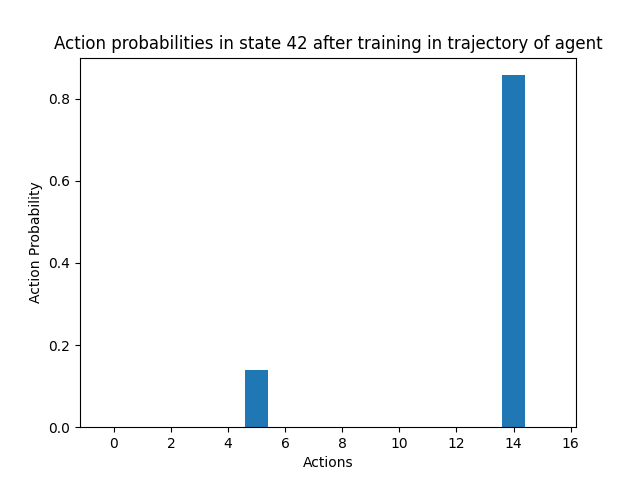 Action probabilities in state 42 after training in trajectory of agent
Action Probability
0.8
0.6
0.4
0.2
0.0
0 2 4 6 8 10 12 14 16
Actions